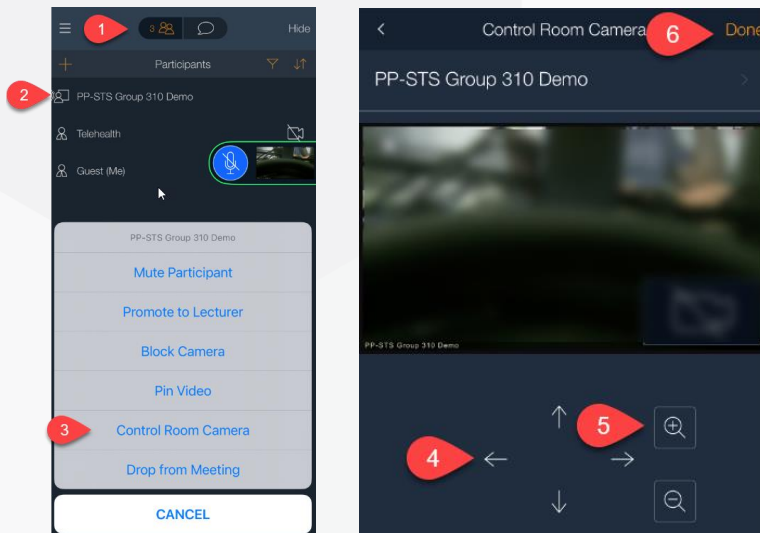 1
3
Hide
Participants
2
PP-STS Group 310 Demo
Telehealth
Guest (Me)
PP-STS Group 310 Demo
Mute Participant
Promote to Lecturer
Block Camera
Pin Video
3
Control Room Camera
Drop from Meeting
CANCEL
Control Room Camera
6
Done
PP-STS Group 310 Demo
PP-STS Group 310 Demo
5
4